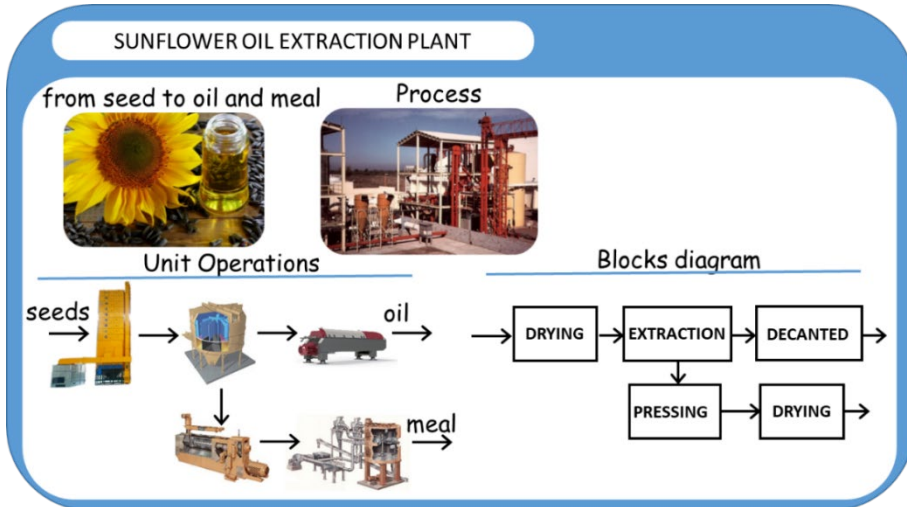 SUNFLOWER OIL EXTRACTION PLANT
from seed to oil and meal
Process
Unit Operations
Blocks diagram
seeds
oil
meal
DRYING
EXTRACTION
DECANTED
PRESSING
DRYING